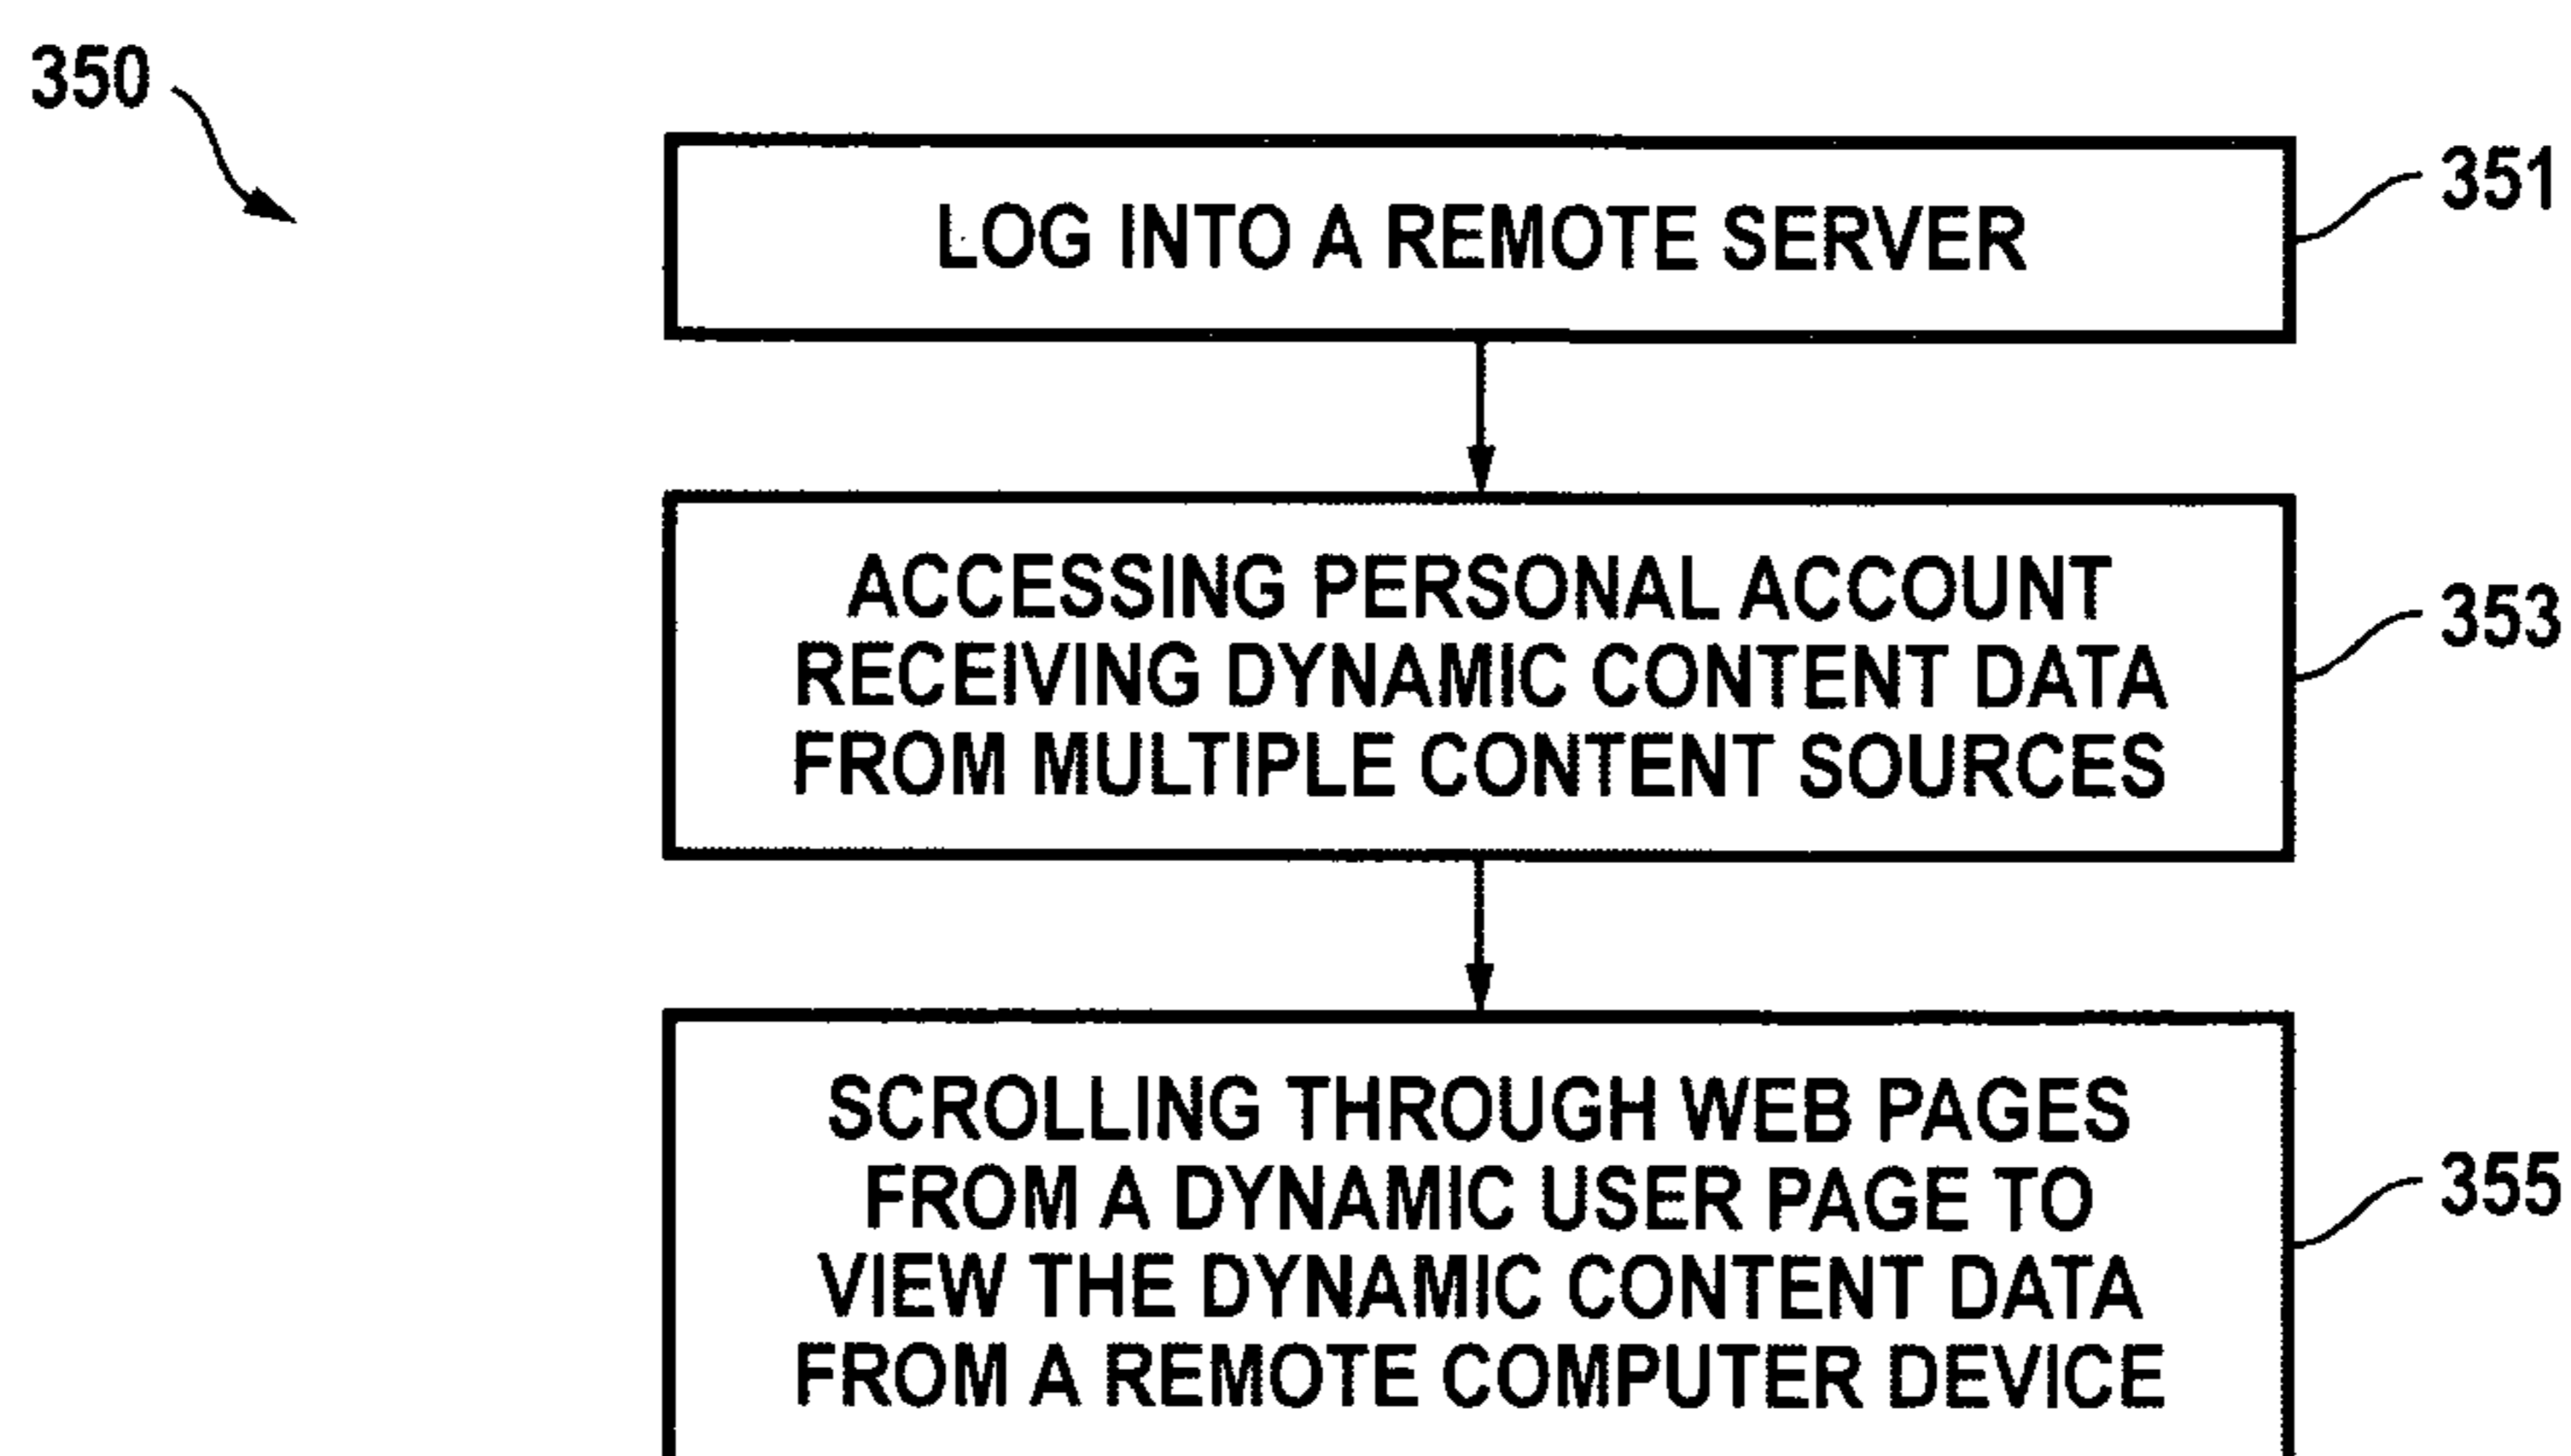 350
LOG INTO A REMOTE SERVER
351
ACCESSING PERSONAL ACCOUNT
RECEIVING DYNAMIC CONTENT DATA
FROM MULTIPLE CONTENT SOURCES
353
SCROLLING THROUGH WEB PAGES
FROM A DYNAMIC USER PAGE TO
VIEW THE DYNAMIC CONTENT DATA
FROM A REMOTE COMPUTER DEVICE
355